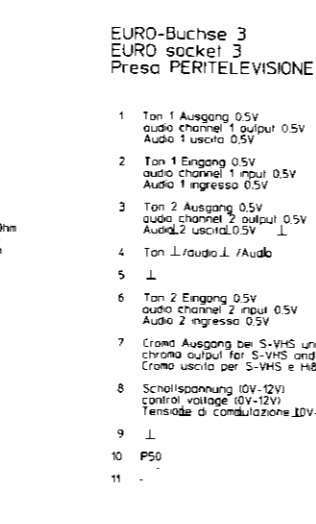 EURO-Buchse 3
EURO socket 3
Presa PERITELEVISIONE
1 Ton 1 Ausgang 0.5V
audio channel 1 output 0.5V
Audio 1 uscita 0,5V
2 Ton 1 Eingang 0.5V
audio channel 1 input 0,5V
Audio 1 ingresso 0,5V
3 Ton 2 Ausgang 0,5V
audio channel 2 output 0,5V
Audio 2 uscita 0.5V ⊥
4 Ton ⊥/audio ⊥ /Audio
5 ⊥
6 Ton 2 Eingang 0.5V
audio channel 2 input 0.5V
Audio 2 ingresso 0.5V
7 Croma Ausgang bei S-VHS un
chroma output for S-VHS and
Croma uscita per S-VHS e Hi8
8 Schaltspannung (0V-12V)
control voltage (0V-12V)
Tensione di comutazione (0V-
9 ⊥
10 P50
11 -